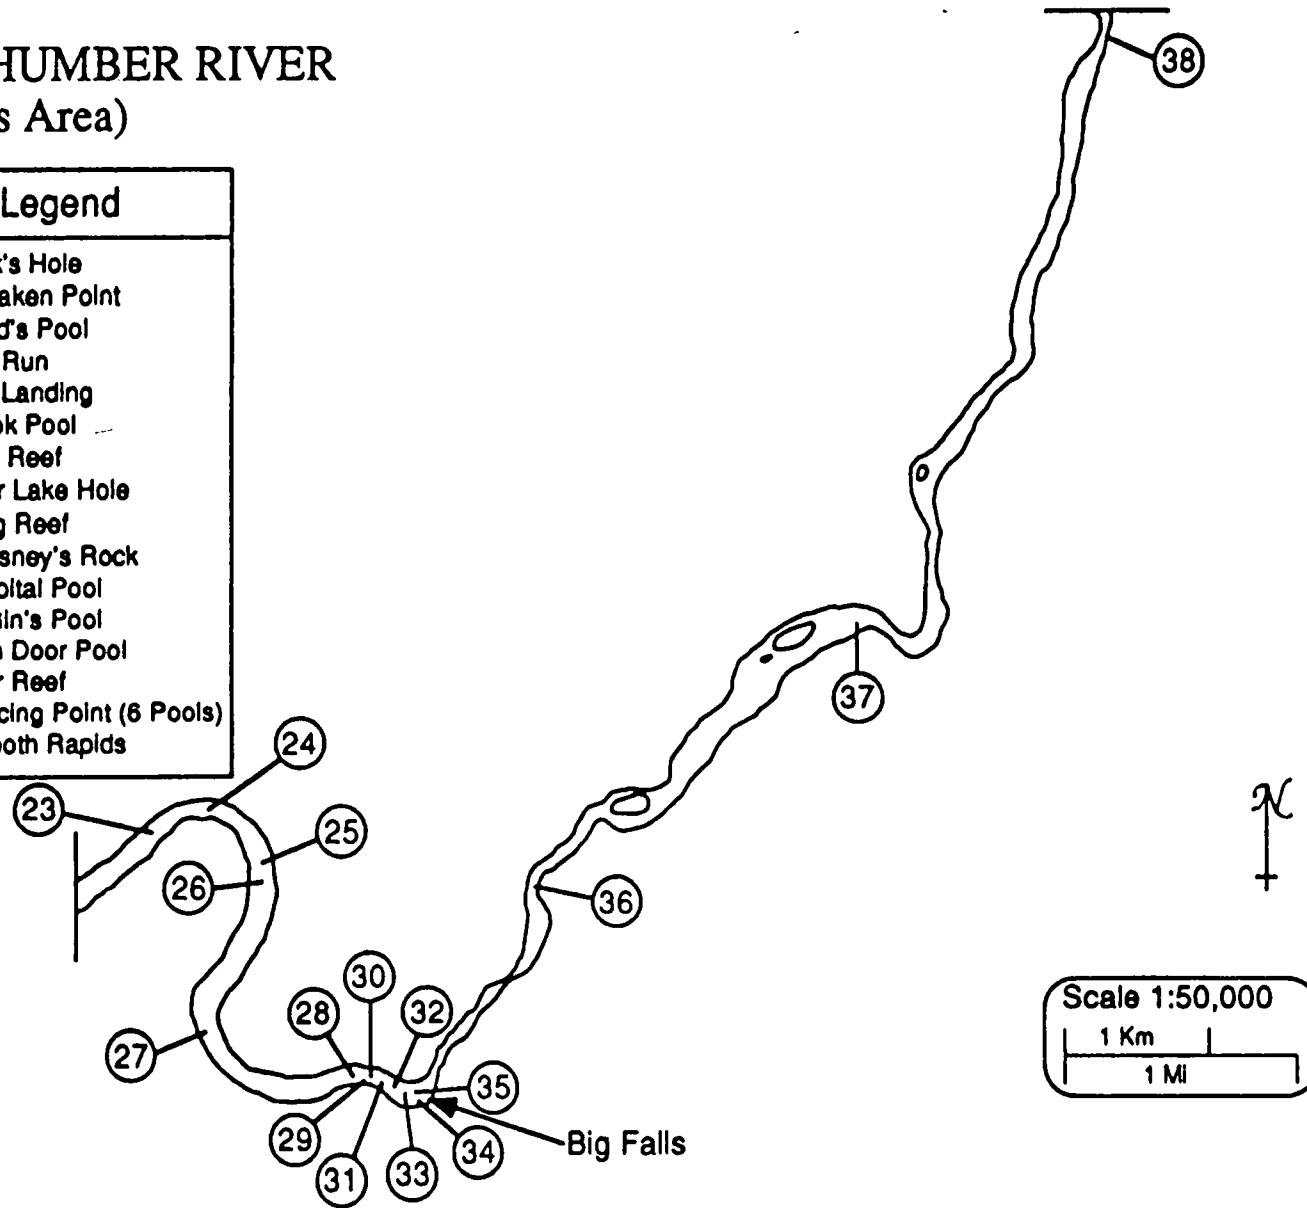 HUMBER RIVER
s Area)
Legend
's Hole
aken Point
d's Pool
Run
Landing
ok Pool
Reef
r Lake Hole
g Reef
sney's Rock
oital Pool
lin's Pool
n Door Pool
r Reef
cing Point (6 Pools)
ooth Rapids
38
37
24
23
25
26
36
30
28
32
27
35
29
31
33
34
Big Falls
N
Scale 1:50,000
1 Km
1 Mi